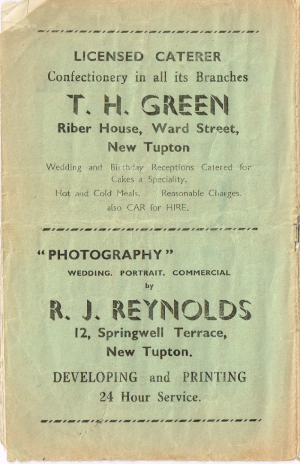 LICENSED CATERER
Confectionery in all its Branches
T. H. GREEN
Riber House, Ward Street,
New Tupton
Wedding and Birthday Receptions Catered for
Cakes a Speciality.
Hot and Cold Meals. Reasonable Charges.
also CAR for HIRE.
"PHOTOGRAPHY"
WEDDING. PORTRAIT. COMMERCIAL
by
R. J. REYNOLDS
12, Springwell Terrace,
New Tupton.
DEVELOPING and PRINTING
24 Hour Service.